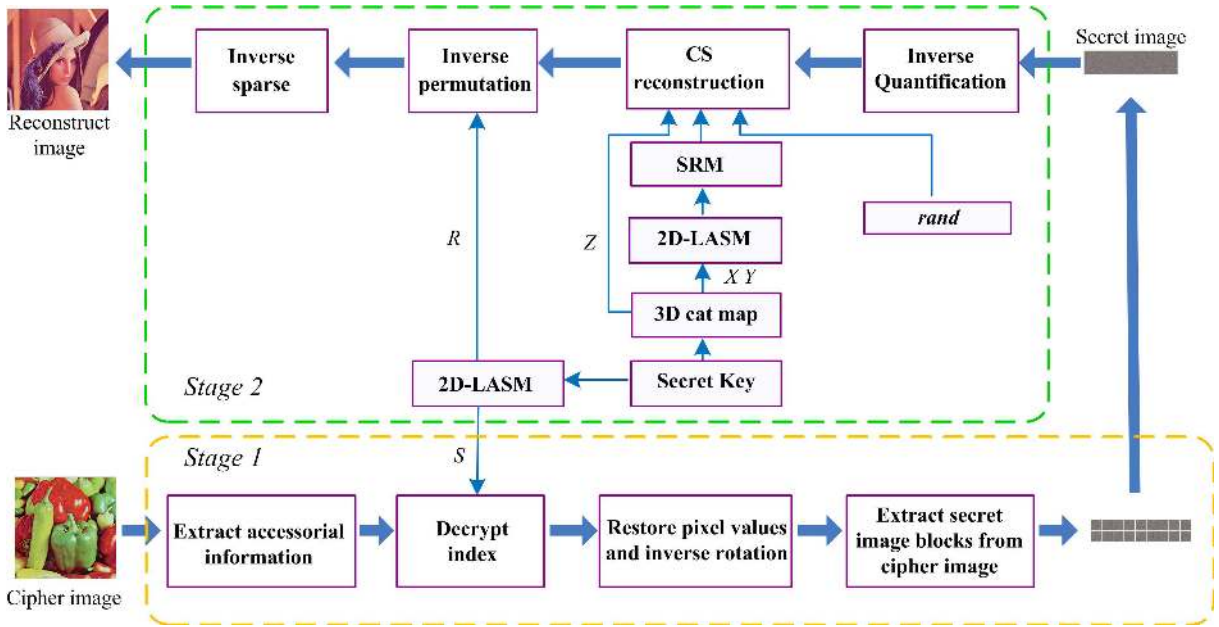 Inverse
sparse
Inverse
permutation
CS
reconstruction
Inverse
Quantification
Secret image
Reconstruct
image
SRM
rand
2D-LASM
R
Z
X Y
3D cat map
2D-LASM
Secret Key
Stage 2
Stage 1
S
Extract accessorial
information
Decrypt
index
Restore pixel values
and inverse rotation
Extract secret
image blocks from
cipher image
Cipher image